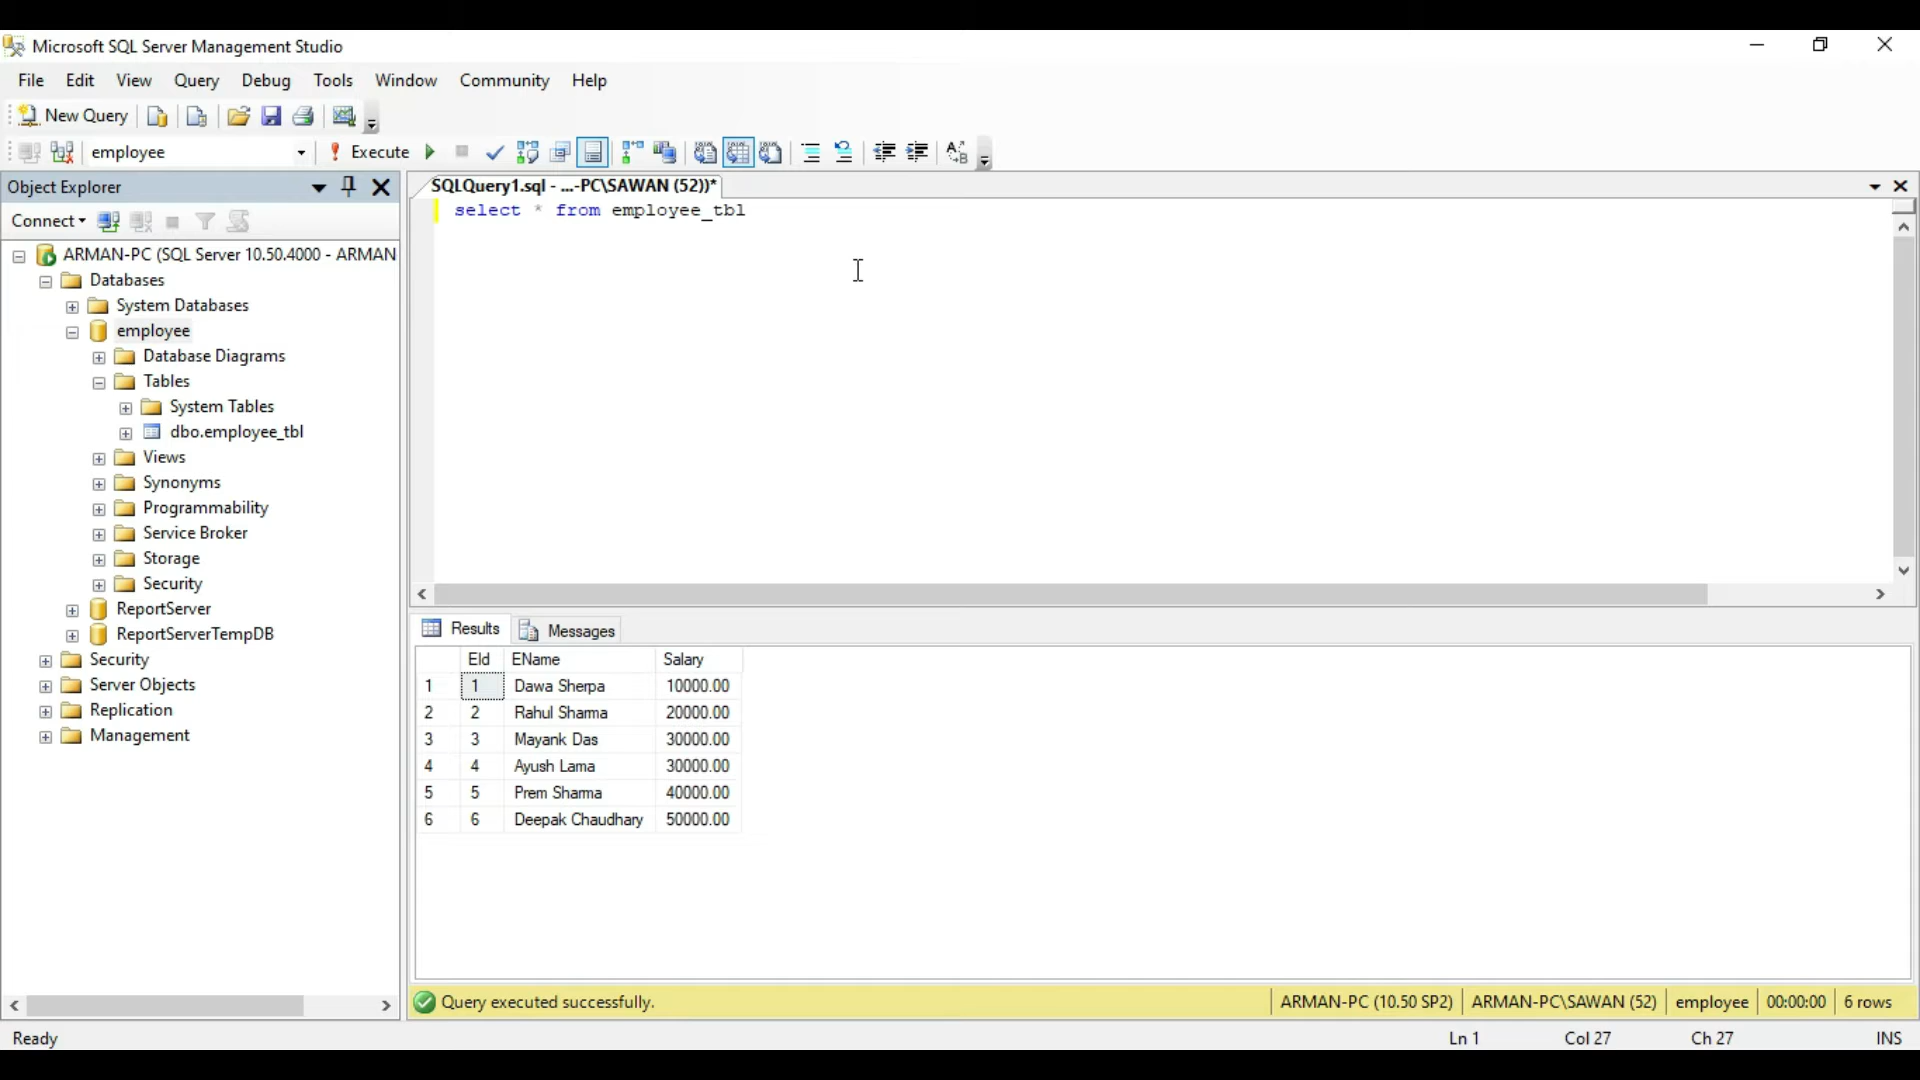 Microsoft SQL Server Management Studio
File Edit View Query Debug Tools Window Community Help
New Query
employee Execute
Object Explorer
Connect
ARMAN-PC (SQL Server 10.50.4000 - ARMAN
Databases
System Databases
employee
Database Diagrams
Tables
System Tables
dbo.employee_tbl
Views
Synonyms
Programmability
Service Broker
Storage
Security
ReportServer
ReportServerTempDB
Security
Server Objects
Replication
Management
SQLQuery1.sql - ...-PC\SAWAN (52))*
select * from employee_tbl
Results Messages
EId EName Salary
1 1 Dawa Sherpa 10000.00
2 2 Rahul Sharma 20000.00
3 3 Mayank Das 30000.00
4 4 Ayush Lama 30000.00
5 5 Prem Sharma 40000.00
6 6 Deepak Chaudhary 50000.00
Query executed successfully. ARMAN-PC (10.50 SP2) ARMAN-PC\SAWAN (52) employee 00:00:00 6 rows
Ready Ln 1 Col 27 Ch 27 INS